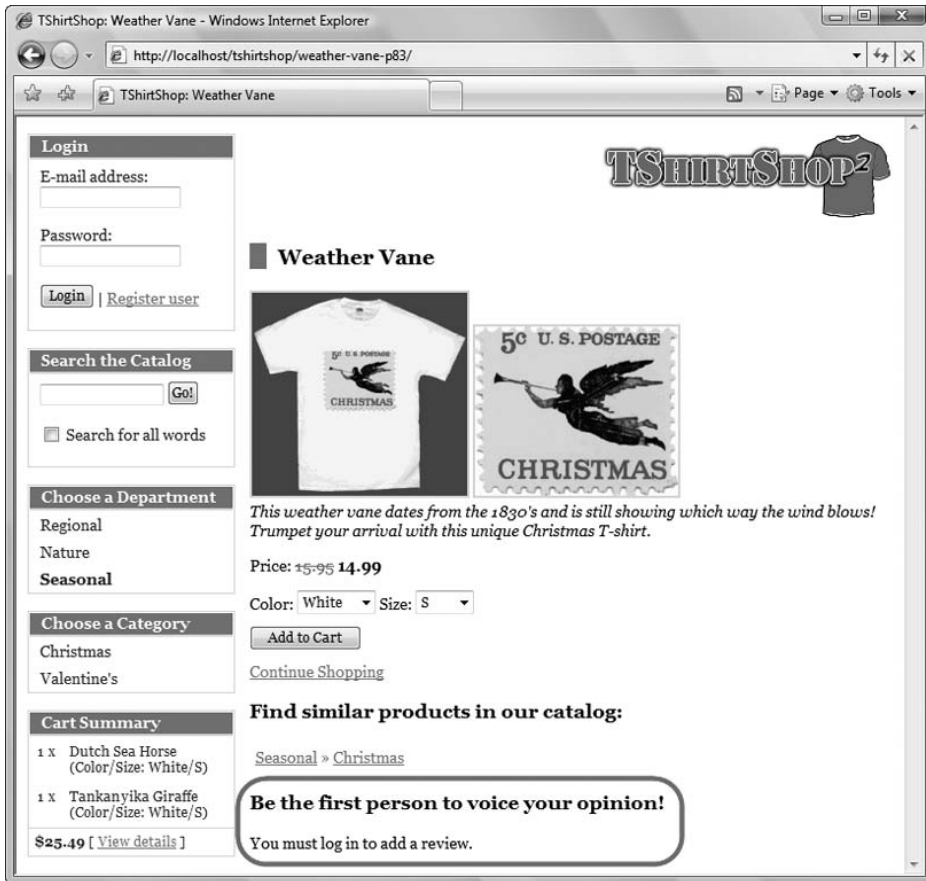 TShirtShop: Weather Vane - Windows Internet Explorer
http://localhost/tshirtshop/weather-vane-p83/
TShirtShop: Weather Vane
Page
Tools
Login
E-mail address:
Password:
Login | Register user
Search the Catalog
Go!
Search for all words
Choose a Department
Regional
Nature
Seasonal
Choose a Category
Christmas
Valentine's
Cart Summary
1 x Dutch Sea Horse
(Color/Size: White/S)
1 x Tankanyika Giraffe
(Color/Size: White/S)
$25.49 [ View details ]
TSHIRTSHOP2
Weather Vane
5c U. S. POSTAGE
CHRISTMAS
5c U. S. POSTAGE
CHRISTMAS
This weather vane dates from the 1830's and is still showing which way the wind blows!
Trumpet your arrival with this unique Christmas T-shirt.
Price: 15.95 14.99
Color: White Size: S
Add to Cart
Continue Shopping
Find similar products in our catalog:
Seasonal » Christmas
Be the first person to voice your opinion!
You must log in to add a review.